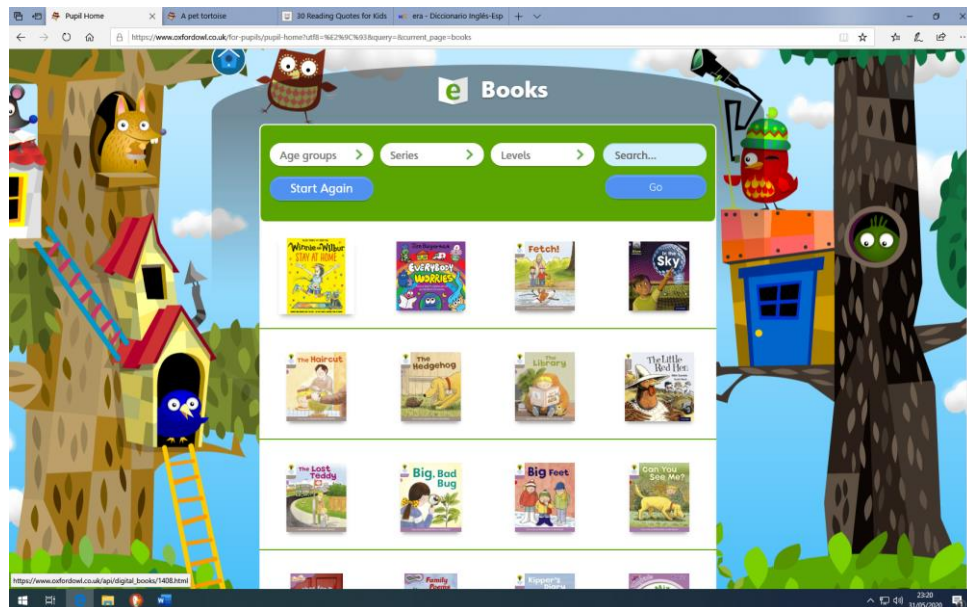 Pupil Home
A pet tortoise
30 Reading Quotes for Kids
era - Diccionario Inglés-Esp
https://www.oxfordowl.co.uk/for-pupils/pupil-home?utf8=%E2%9C%93&query=&current_page=books
e Books
Age groups > Series > Levels > Search...
Start Again Go
Winnie and Wilbur
STAY AT HOME
EVERYBODY
WORRIES
Fetch!
In the
Sky
The Haircut
The
Hedgehog
The
Library
The Little
Red Hen
The Lost
Teddy
Big, Bad
Bug
Big Feet
Can You
See Me?
Family
Poems
Kipper's
Diary
https://www.oxfordowl.co.uk/api/digital_books/1408.html
23:20
31/05/2020